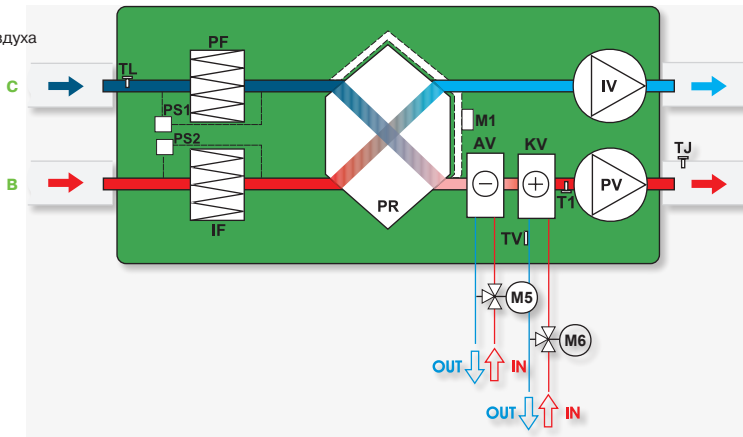 здуха
PF
TL
C
IV
PS1
M1
PS2
AV
KV
TJ
B
PV
T1
PR
IF
TV
M5
M6
OUT
IN
OUT
IN